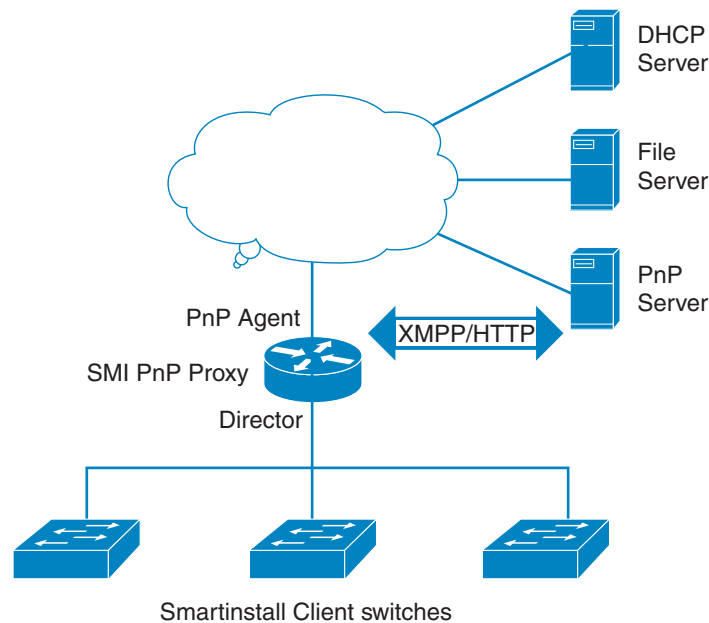 DHCP
Server
File
Server
PnP
Server
PnP Agent
XMPP/HTTP
SMI PnP Proxy
Director
Smartinstall Client switches